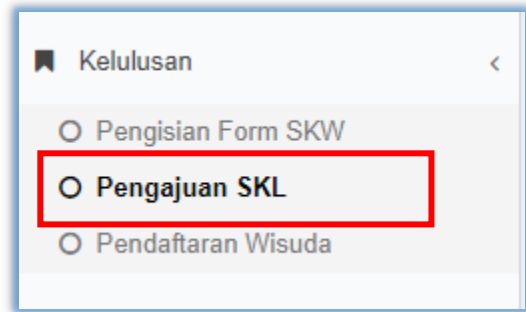 Kelulusan
Pengisian Form SKW
Pengajuan SKL
Pendaftaran Wisuda